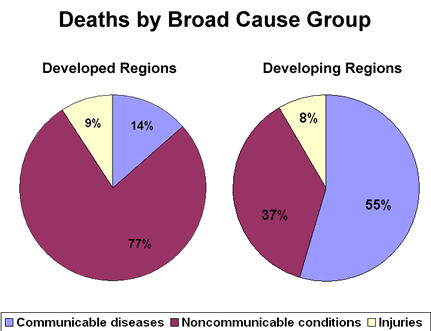 Deaths by Broad Cause Group
Developed Regions
Developing Regions
9%
14%
77%
8%
55%
37%
Communicable diseases Noncommunicable conditions Injuries